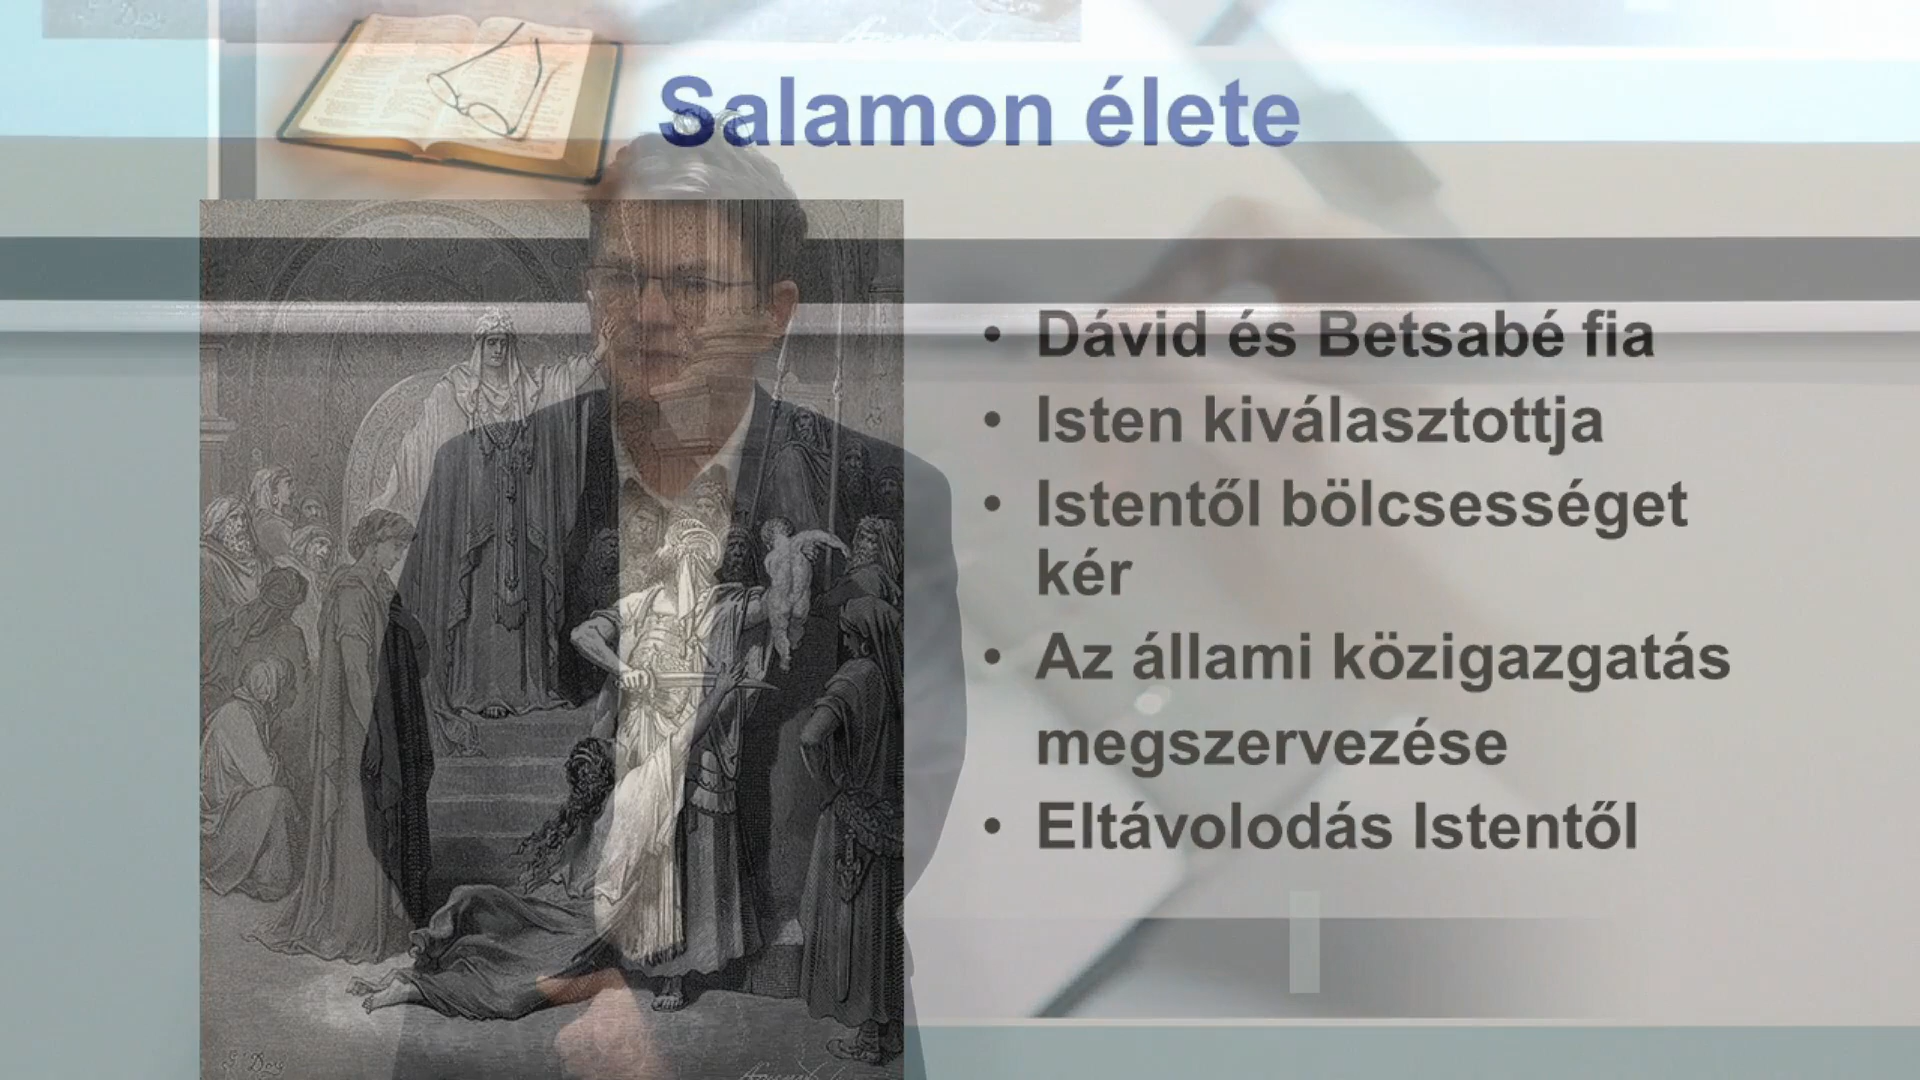 Salamon élete
• Dávid és Betsabé fia
• Isten kiválasztottja
• Istentől bölcsességet
kér
• Az állami közigazgatás
megszervezése
• Eltávolodás Istentől